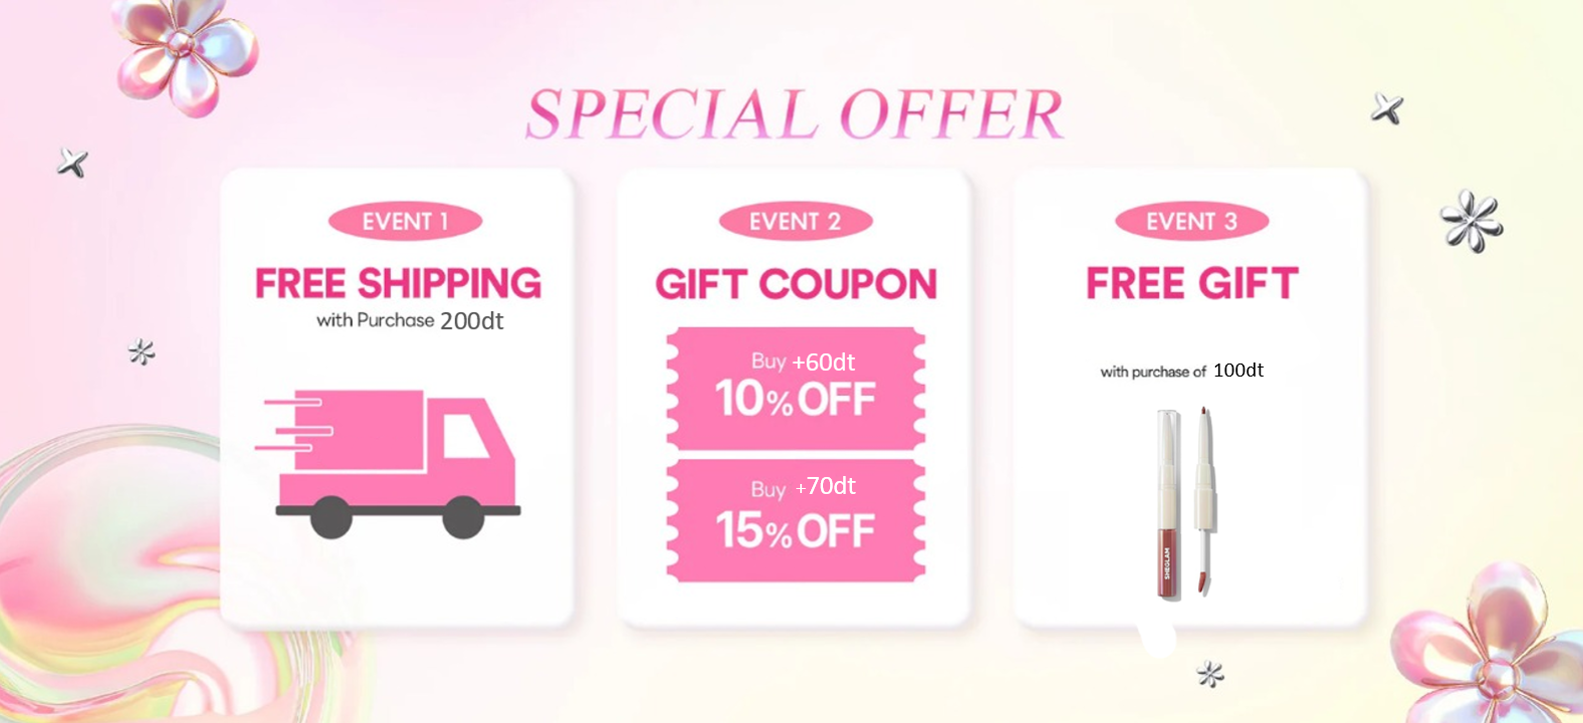 SPECIAL OFFER
EVENT 1
FREE SHIPPING
with Purchase 200dt
EVENT 2
GIFT COUPON
Buy +60dt
10% OFF
Buy +70dt
15% OFF
EVENT 3
FREE GIFT
with purchase of 100dt
SHEGLAM